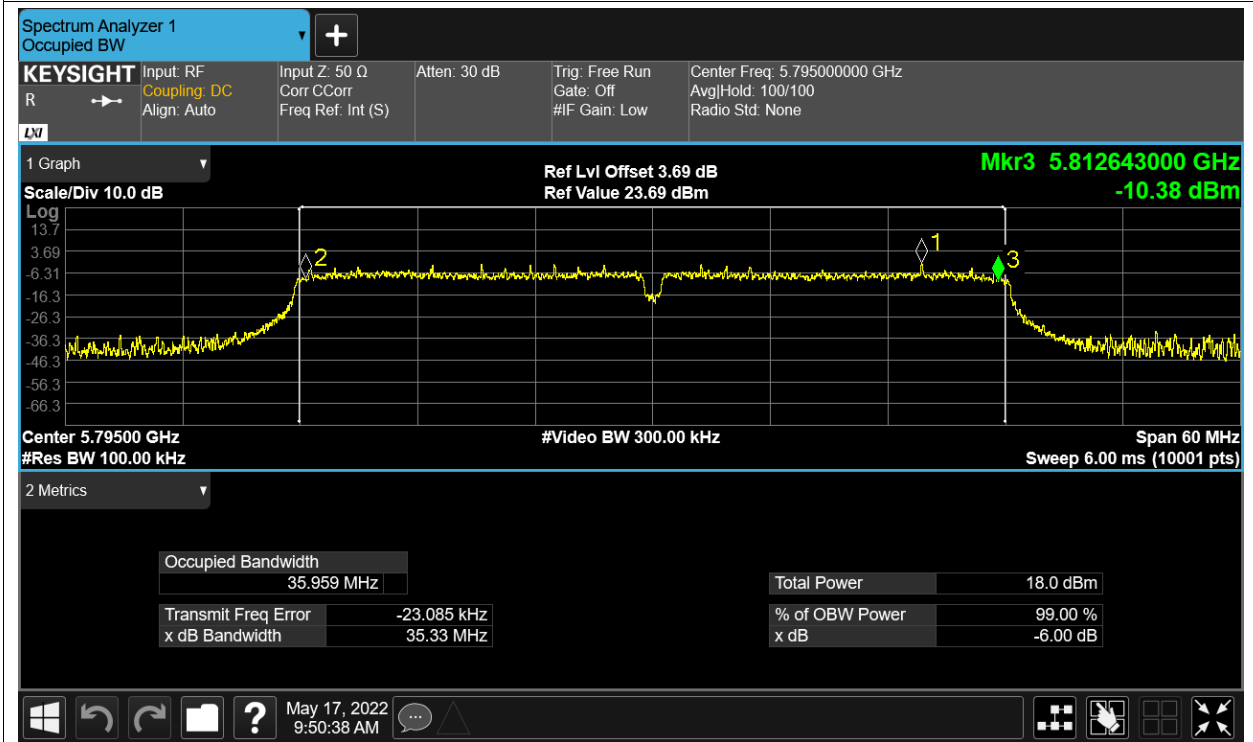 Spectrum Analyzer 1
Occupied BW
KEYSIGHT
R
LXI
Input: RF
Coupling: DC
Align: Auto
Input Z: 50 Ω
Corr CCorr
Freq Ref: Int (S)
Atten: 30 dB
Trig: Free Run
Gate: Off
#IF Gain: Low
Center Freq: 5.795000000 GHz
Avg|Hold: 100/100
Radio Std: None
1 Graph
Scale/Div 10.0 dB
Ref Lvl Offset 3.69 dB
Ref Value 23.69 dBm
Mkr3 5.812643000 GHz
-10.38 dBm
Log
13.7
3.69
-6.31
-16.3
-26.3
-36.3
-46.3
-56.3
-66.3
2
1
3
Center 5.79500 GHz
#Res BW 100.00 kHz
#Video BW 300.00 kHz
Span 60 MHz
Sweep 6.00 ms (10001 pts)
2 Metrics
Occupied Bandwidth
35.959 MHz
Transmit Freq Error -23.085 kHz
x dB Bandwidth 35.33 MHz
Total Power 18.0 dBm
% of OBW Power 99.00 %
x dB -6.00 dB
?
May 17, 2022
9:50:38 AM